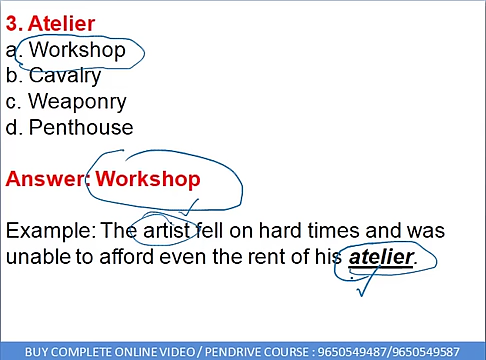 3. Atelier
a. Workshop
b. Cavalry
c. Weaponry
d. Penthouse
Answer: Workshop
Example: The artist fell on hard times and was
unable to afford even the rent of his atelier.
BUY COMPLETE ONLINE VIDEO / PENDRIVE COURSE : 9650549487/9650549587